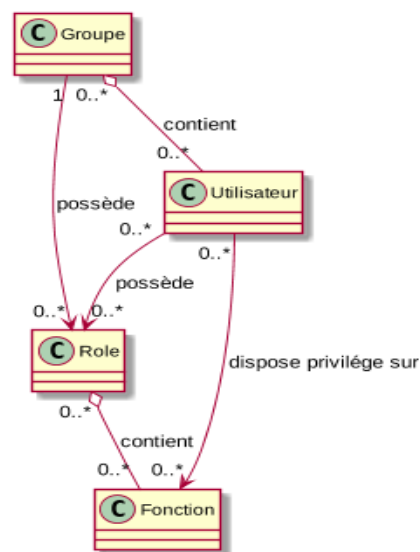 C Groupe
1 0..*
contient
0..*
C Utilisateur
possède
0..*
0..*
possède
0..* 0..*
C Role
dispose privilége sur
0..*
contient
0..* 0..*
C Fonction